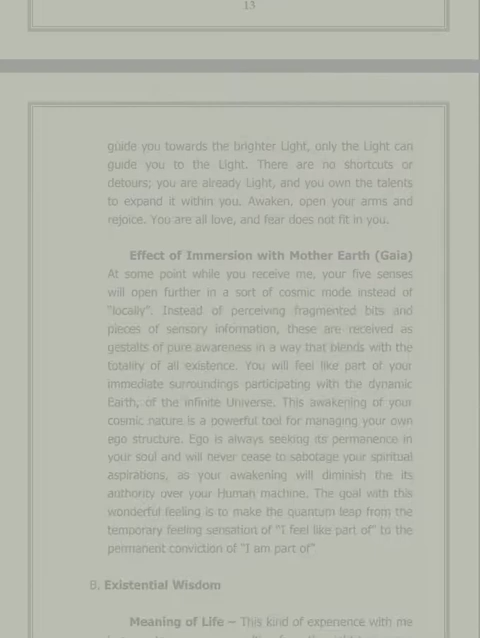 13
guide you towards the brighter Light, only the Light can
guide you to the Light. There are no shortcuts or
detours; you are already Light, and you own the talents
to expand it within you. Awaken, open your arms and
rejoice. You are all love, and fear does not fit in you.
Effect of Immersion with Mother Earth (Gaia)
At some point while you receive me, your five senses
will open further in a sort of cosmic mode instead of
"locally". Instead of perceiving fragmented bits and
pieces of sensory information, these are received as
gestalts of pure awareness in a way that blends with the
totality of all existence. You will feel like part of your
immediate surroundings participating with the dynamic
Earth, of the infinite Universe. This awakening of your
cosmic nature is a powerful tool for managing your own
ego structure. Ego is always seeking its permanence in
your soul and will never cease to sabotage your spiritual
aspirations, as your awakening will diminish the its
authority over your Human machine. The goal with this
wonderful feeling is to make the quantum leap from the
temporary feeling sensation of "I feel like part of" to the
permanent conviction of "I am part of"
B. Existential Wisdom
Meaning of Life – This kind of experience with me